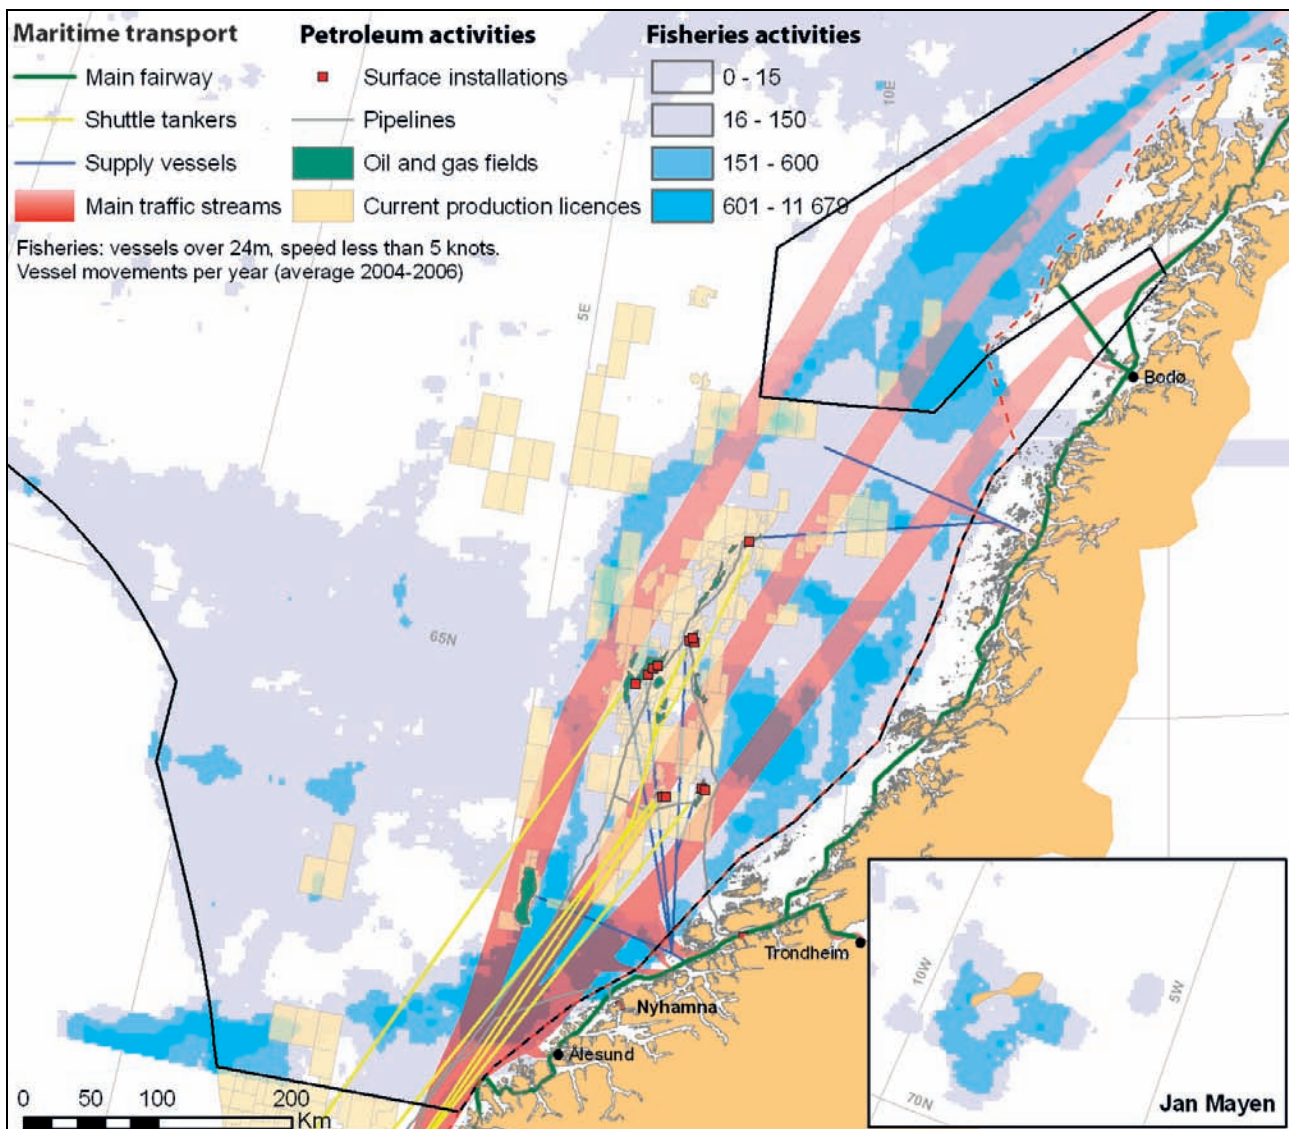 Maritime transport
Main fairway
Shuttle tankers
Supply vessels
Main traffic streams
Petroleum activities
Surface installations
Pipelines
Oil and gas fields
Current production licences
Fisheries activities
0 - 15
16 - 150
151 - 600
601 - 11 679
Fisheries: vessels over 24m, speed less than 5 knots.
Vessel movements per year (average 2004-2006)
10E
5E
65N
Bodø
Trondheim
Nyhamna
Ålesund
0 50 100 200
Km
10W
5W
70N
Jan Mayen